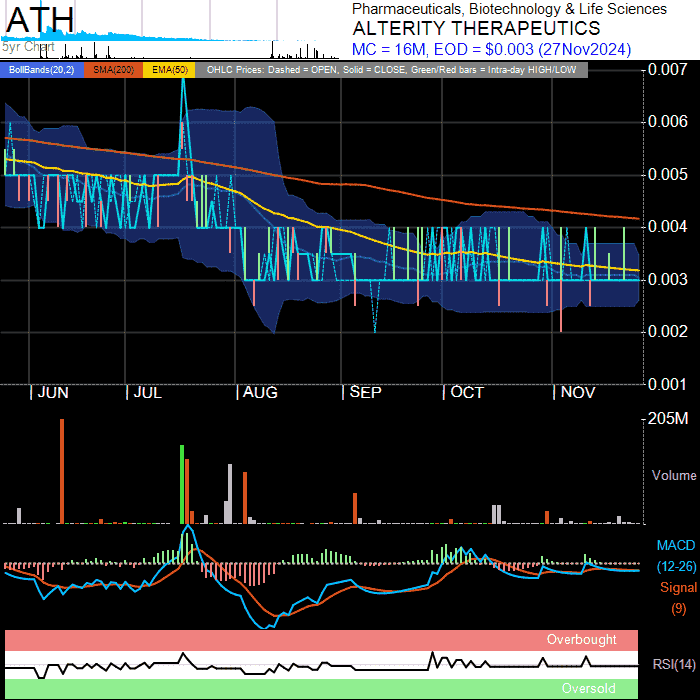 ATH
5yr Chart
Pharmaceuticals, Biotechnology & Life Sciences
ALTERITY THERAPEUTICS
MC = 16M, EOD = $0.003 (27Nov2024)
BollBands(20,2) SMA(200) EMA(50) OHLC Prices: Dashed = OPEN, Solid = CLOSE, Green/Red bars = Intra-day HIGH/LOW
0.007
0.006
0.005
0.004
0.003
0.002
0.001
JUN JUL AUG SEP OCT NOV
205M
Volume
MACD
(12-26)
Signal
(9)
Overbought
RSI(14)
Oversold